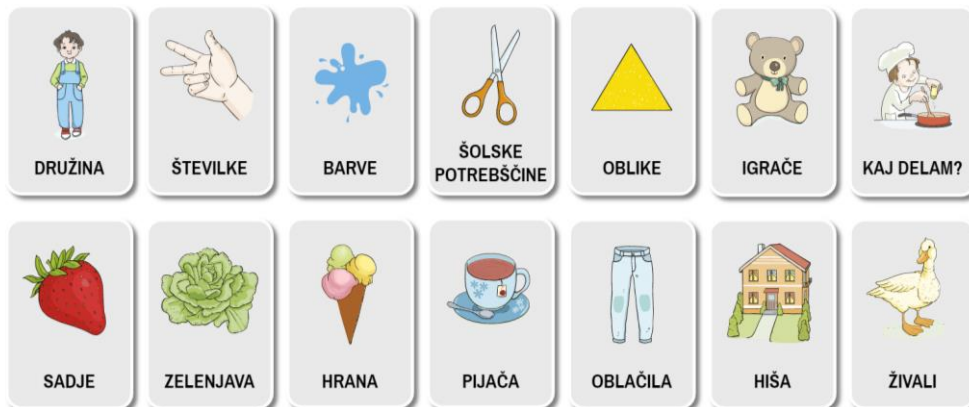 DRUŽINA
ŠTEVILKE
BARVE
ŠOLSKE
POTREBŠČINE
OBLIKE
IGRAČE
KAJ DELAM?
SADJE
ZELENJAVA
HRANA
PIJAČA
OBLAČILA
HIŠA
ŽIVALI